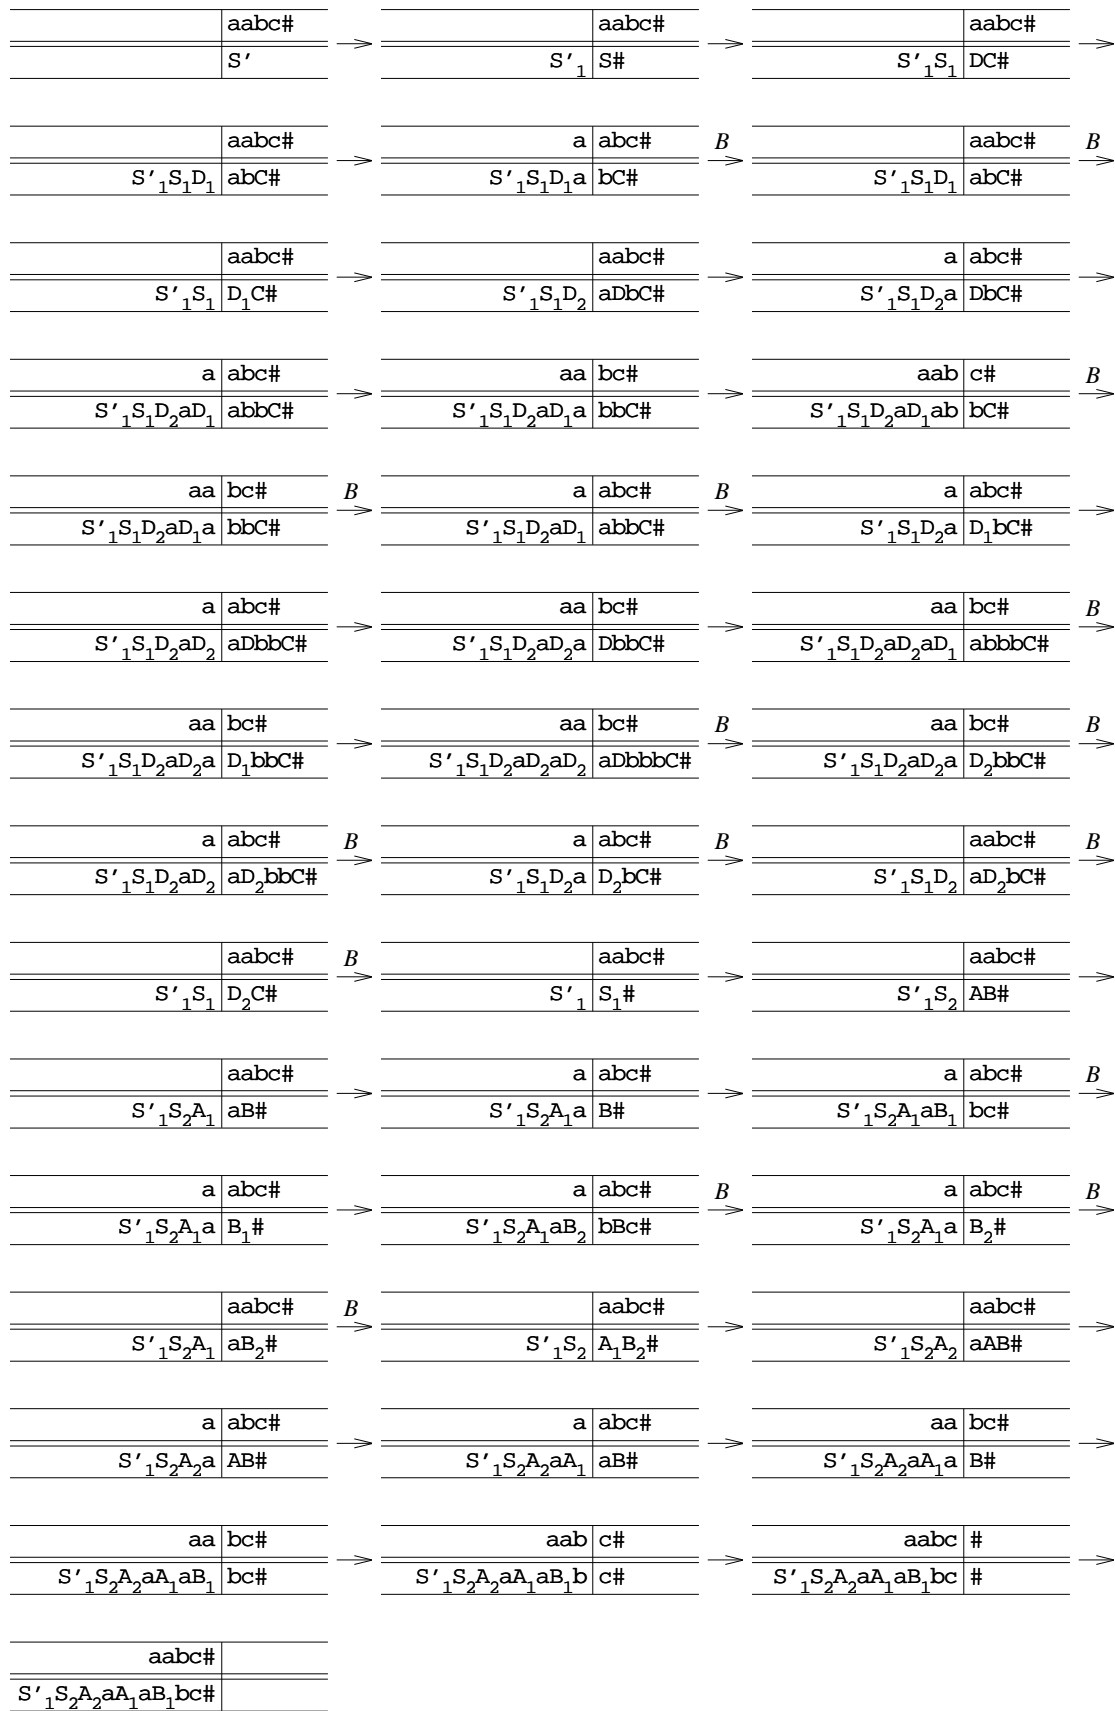 aabc# aabc# aabc#
S' S'₁ S# S'₁S₁ DC#
aabc# a abc# B aabc# B
S'₁S₁D₁ abC# S'₁S₁D₁a bC# S'₁S₁D₁ abC#
aabc# aabc# a abc#
S'₁S₁ D₁C# S'₁S₁D₂ aDbC# S'₁S₁D₂a DbC#
a abc# aa bc# aab c# B
S'₁S₁D₂aD₁ abbC# S'₁S₁D₂aD₁a bbC# S'₁S₁D₂aD₁ab bC#
aa bc# B a abc# B a abc#
S'₁S₁D₂aD₁a bbC# S'₁S₁D₂aD₁ abbC# S'₁S₁D₂a D₁bC#
a abc# aa bc# aa bc# B
S'₁S₁D₂aD₂ aDbbC# S'₁S₁D₂aD₂a DbbC# S'₁S₁D₂aD₂aD₁ abbbC#
aa bc# aa bc# B aa bc# B
S'₁S₁D₂aD₂a D₁bbC# S'₁S₁D₂aD₂aD₂ aDbbbC# S'₁S₁D₂aD₂a D₂bbC#
a abc# B a abc# B aabc# B
S'₁S₁D₂aD₂ aD₂bbC# S'₁S₁D₂a D₂bC# S'₁S₁D₂ aD₂bC#
aabc# B aabc# aabc#
S'₁S₁ D₂C# S'₁ S₁# S'₁S₂ AB#
aabc# a abc# a abc# B
S'₁S₂A₁ aB# S'₁S₂A₁a B# S'₁S₂A₁aB₁ bc#
a abc# a abc# B a abc# B
S'₁S₂A₁a B₁# S'₁S₂A₁aB₂ bBc# S'₁S₂A₁a B₂#
aabc# B aabc# aabc#
S'₁S₂A₁ aB₂# S'₁S₂ A₁B₂# S'₁S₂A₂ aAB#
a abc# a abc# aa bc#
S'₁S₂A₂a AB# S'₁S₂A₂aA₁ aB# S'₁S₂A₂aA₁a B#
aa bc# aab c# aabc #
S'₁S₂A₂aA₁aB₁ bc# S'₁S₂A₂aA₁aB₁b c# S'₁S₂A₂aA₁aB₁bc #
aabc#
S'₁S₂A₂aA₁aB₁bc#